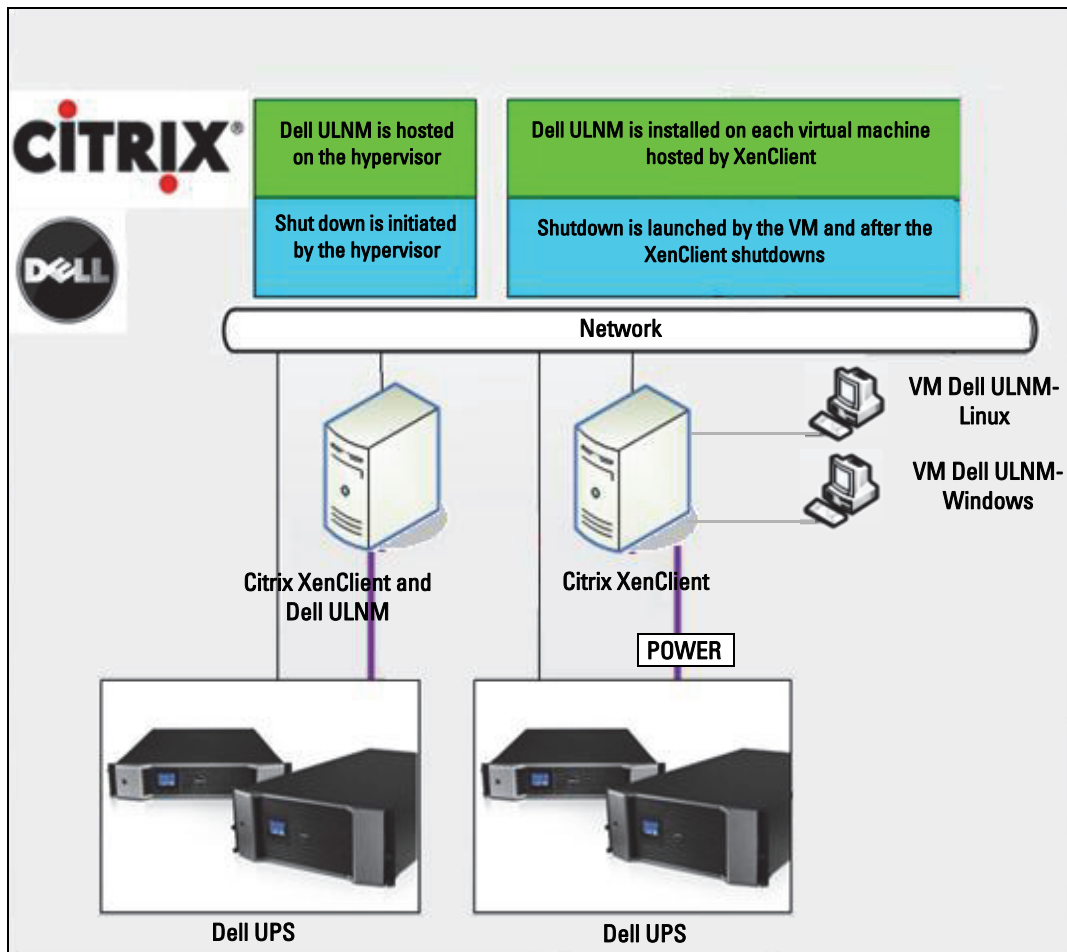 CİTRIX®
DELL
Dell ULNM is hosted
on the hypervisor
Dell ULNM is installed on each virtual machine
hosted by XenClient
Shut down is initiated
by the hypervisor
Shutdown is launched by the VM and after the
XenClient shutdowns
Network
VM Dell ULNM-
Linux
VM Dell ULNM-
Windows
Citrix XenClient and
Dell ULNM
Citrix XenClient
POWER
Dell UPS
Dell UPS